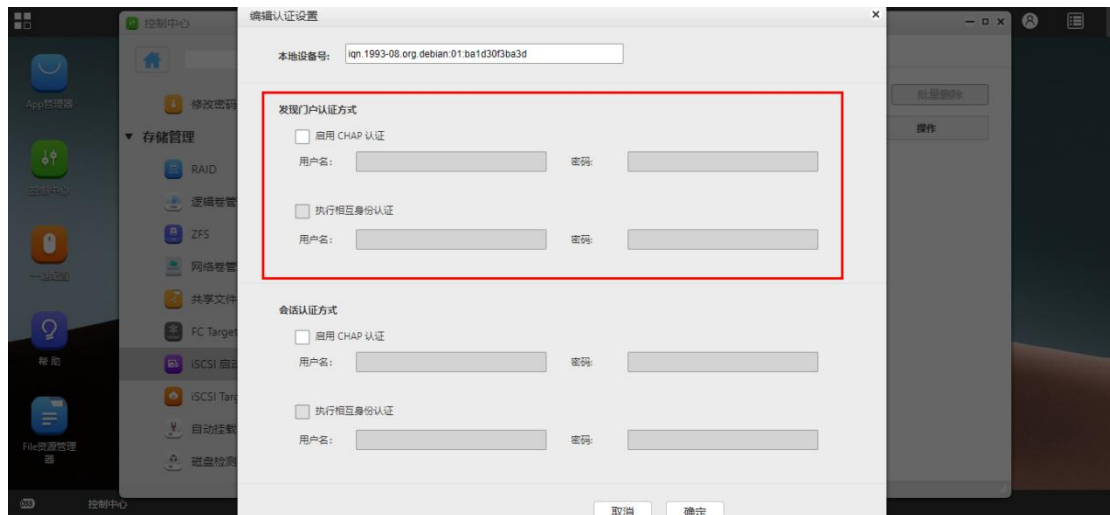 编辑认证设置
控制中心
本地设备号:
iqn.1993-08.org.debian:01:ba1d30f3ba3d
App管理器
修改密码
批量删除
发现门户认证方式
操作
启用 CHAP 认证
存储管理
用户名:
密码:
RAID
控制中心
逻辑卷管
执行相互身份认证
ZFS
用户名:
密码:
网络卷管
共享文件
会话认证方式
FC Target
启用 CHAP 认证
帮 助
iSCSI 启动
用户名:
密码:
iSCSI Targ
执行相互身份认证
自动挂载
用户名:
密码:
File资源管理
器
磁盘检测
控制中心
取消
确定